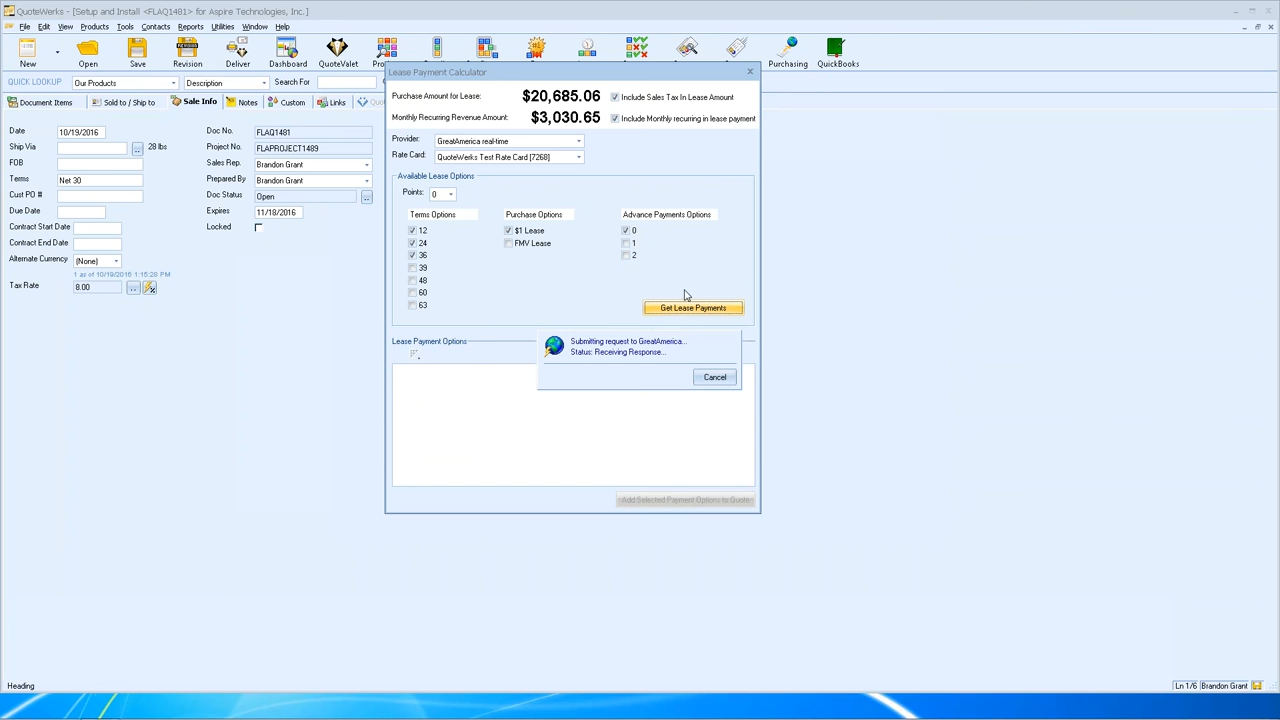 QuoteWerks - [Setup and Install <FLAQ1481> for Aspire Technologies, Inc.]
File Edit View Products Tools Contacts Reports Utilities Window Help
New Open Save Revision Deliver Dashboard QuoteValet Purchasing QuickBooks
QUICK LOOKUP Our Products Description Search For
Document Items Sold to / Ship to Sale Info Notes Custom Links
Date 10/19/2016
Ship Via 28 lbs
FOB
Terms Net 30
Cust PO #
Due Date
Contract Start Date
Contract End Date
Alternate Currency (None)
1 as of 10/19/2016 1:15:28 PM
Tax Rate 8.00
Doc No. FLAQ1481
Project No. FLAPROJECT1489
Sales Rep. Brandon Grant
Prepared By Brandon Grant
Doc Status Open
Expires 11/18/2016
Locked
Lease Payment Calculator
Purchase Amount for Lease: $20,685.06 Include Sales Tax In Lease Amount
Monthly Recurring Revenue Amount: $3,030.65 Include Monthly recurring in lease payment
Provider: GreatAmerica real-time
Rate Card: QuoteWerks Test Rate Card [7268]
Available Lease Options
Points: 0
Terms Options Purchase Options Advance Payments Options
12 $1 Lease 0
24 FMV Lease 1
36 2
39
48
60
63
Get Lease Payments
Lease Payment Options
Submitting request to GreatAmerica...
Status: Receiving Response...
Cancel
Add Selected Payment Options to Quote
Heading Ln 1/6 Brandon Grant